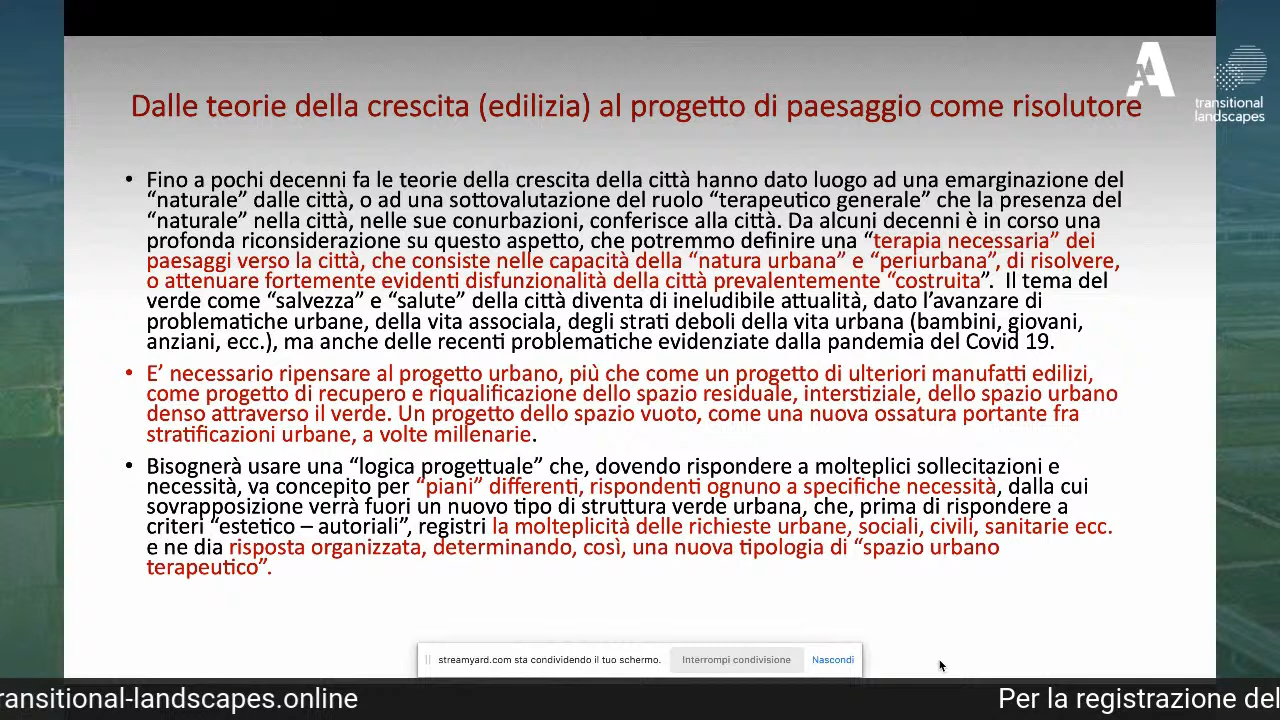 Dalle teorie della crescita (edilizia) al progetto di paesaggio come risolutore
A
A
transitional
landscapes
• Fino a pochi decenni fa le teorie della crescita della città hanno dato luogo ad una emarginazione del
“naturale” dalle città, o ad una sottovalutazione del ruolo “terapeutico generale” che la presenza del
“naturale” nella città, nelle sue conurbazioni, conferisce alla città. Da alcuni decenni è in corso una
profonda riconsiderazione su questo aspetto, che potremmo definire una “terapia necessaria” dei
paesaggi verso la città, che consiste nelle capacità della “natura urbana” e “periurbana”, di risolvere,
o attenuare fortemente evidenti disfunzionalità della città prevalentemente “costruita”. Il tema del
verde come “salvezza” e “salute” della città diventa di ineludibile attualità, dato l’avanzare di
problematiche urbane, della vita associala, degli strati deboli della vita urbana (bambini, giovani,
anziani, ecc.), ma anche delle recenti problematiche evidenziate dalla pandemia del Covid 19.
• E’ necessario ripensare al progetto urbano, più che come un progetto di ulteriori manufatti edilizi,
come progetto di recupero e riqualificazione dello spazio residuale, interstiziale, dello spazio urbano
denso attraverso il verde. Un progetto dello spazio vuoto, come una nuova ossatura portante fra
stratificazioni urbane, a volte millenarie.
• Bisognerà usare una “logica progettuale” che, dovendo rispondere a molteplici sollecitazioni e
necessità, va concepito per “piani” differenti, rispondenti ognuno a specifiche necessità, dalla cui
sovrapposizione verrà fuori un nuovo tipo di struttura verde urbana, che, prima di rispondere a
criteri “estetico – autoriali”, registri la molteplicità delle richieste urbane, sociali, civili, sanitarie ecc.
e ne dia risposta organizzata, determinando, così, una nuova tipologia di “spazio urbano
terapeutico”.
streamyard.com sta condividendo il tuo schermo. Interrompi condivisione Nascondi
ransitional-landscapes.online Per la registrazione del